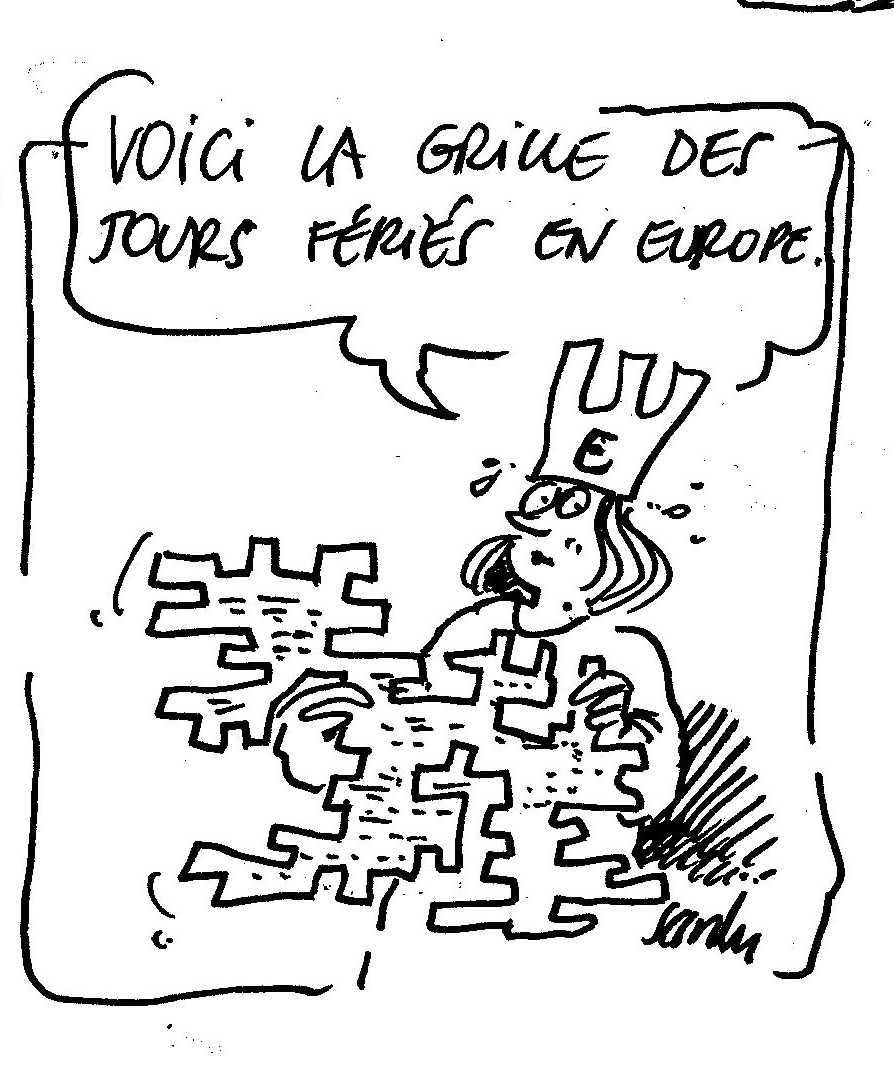 VOICI LA GRILLE DES
JOURS FÉRIÉS EN EUROPE.
E